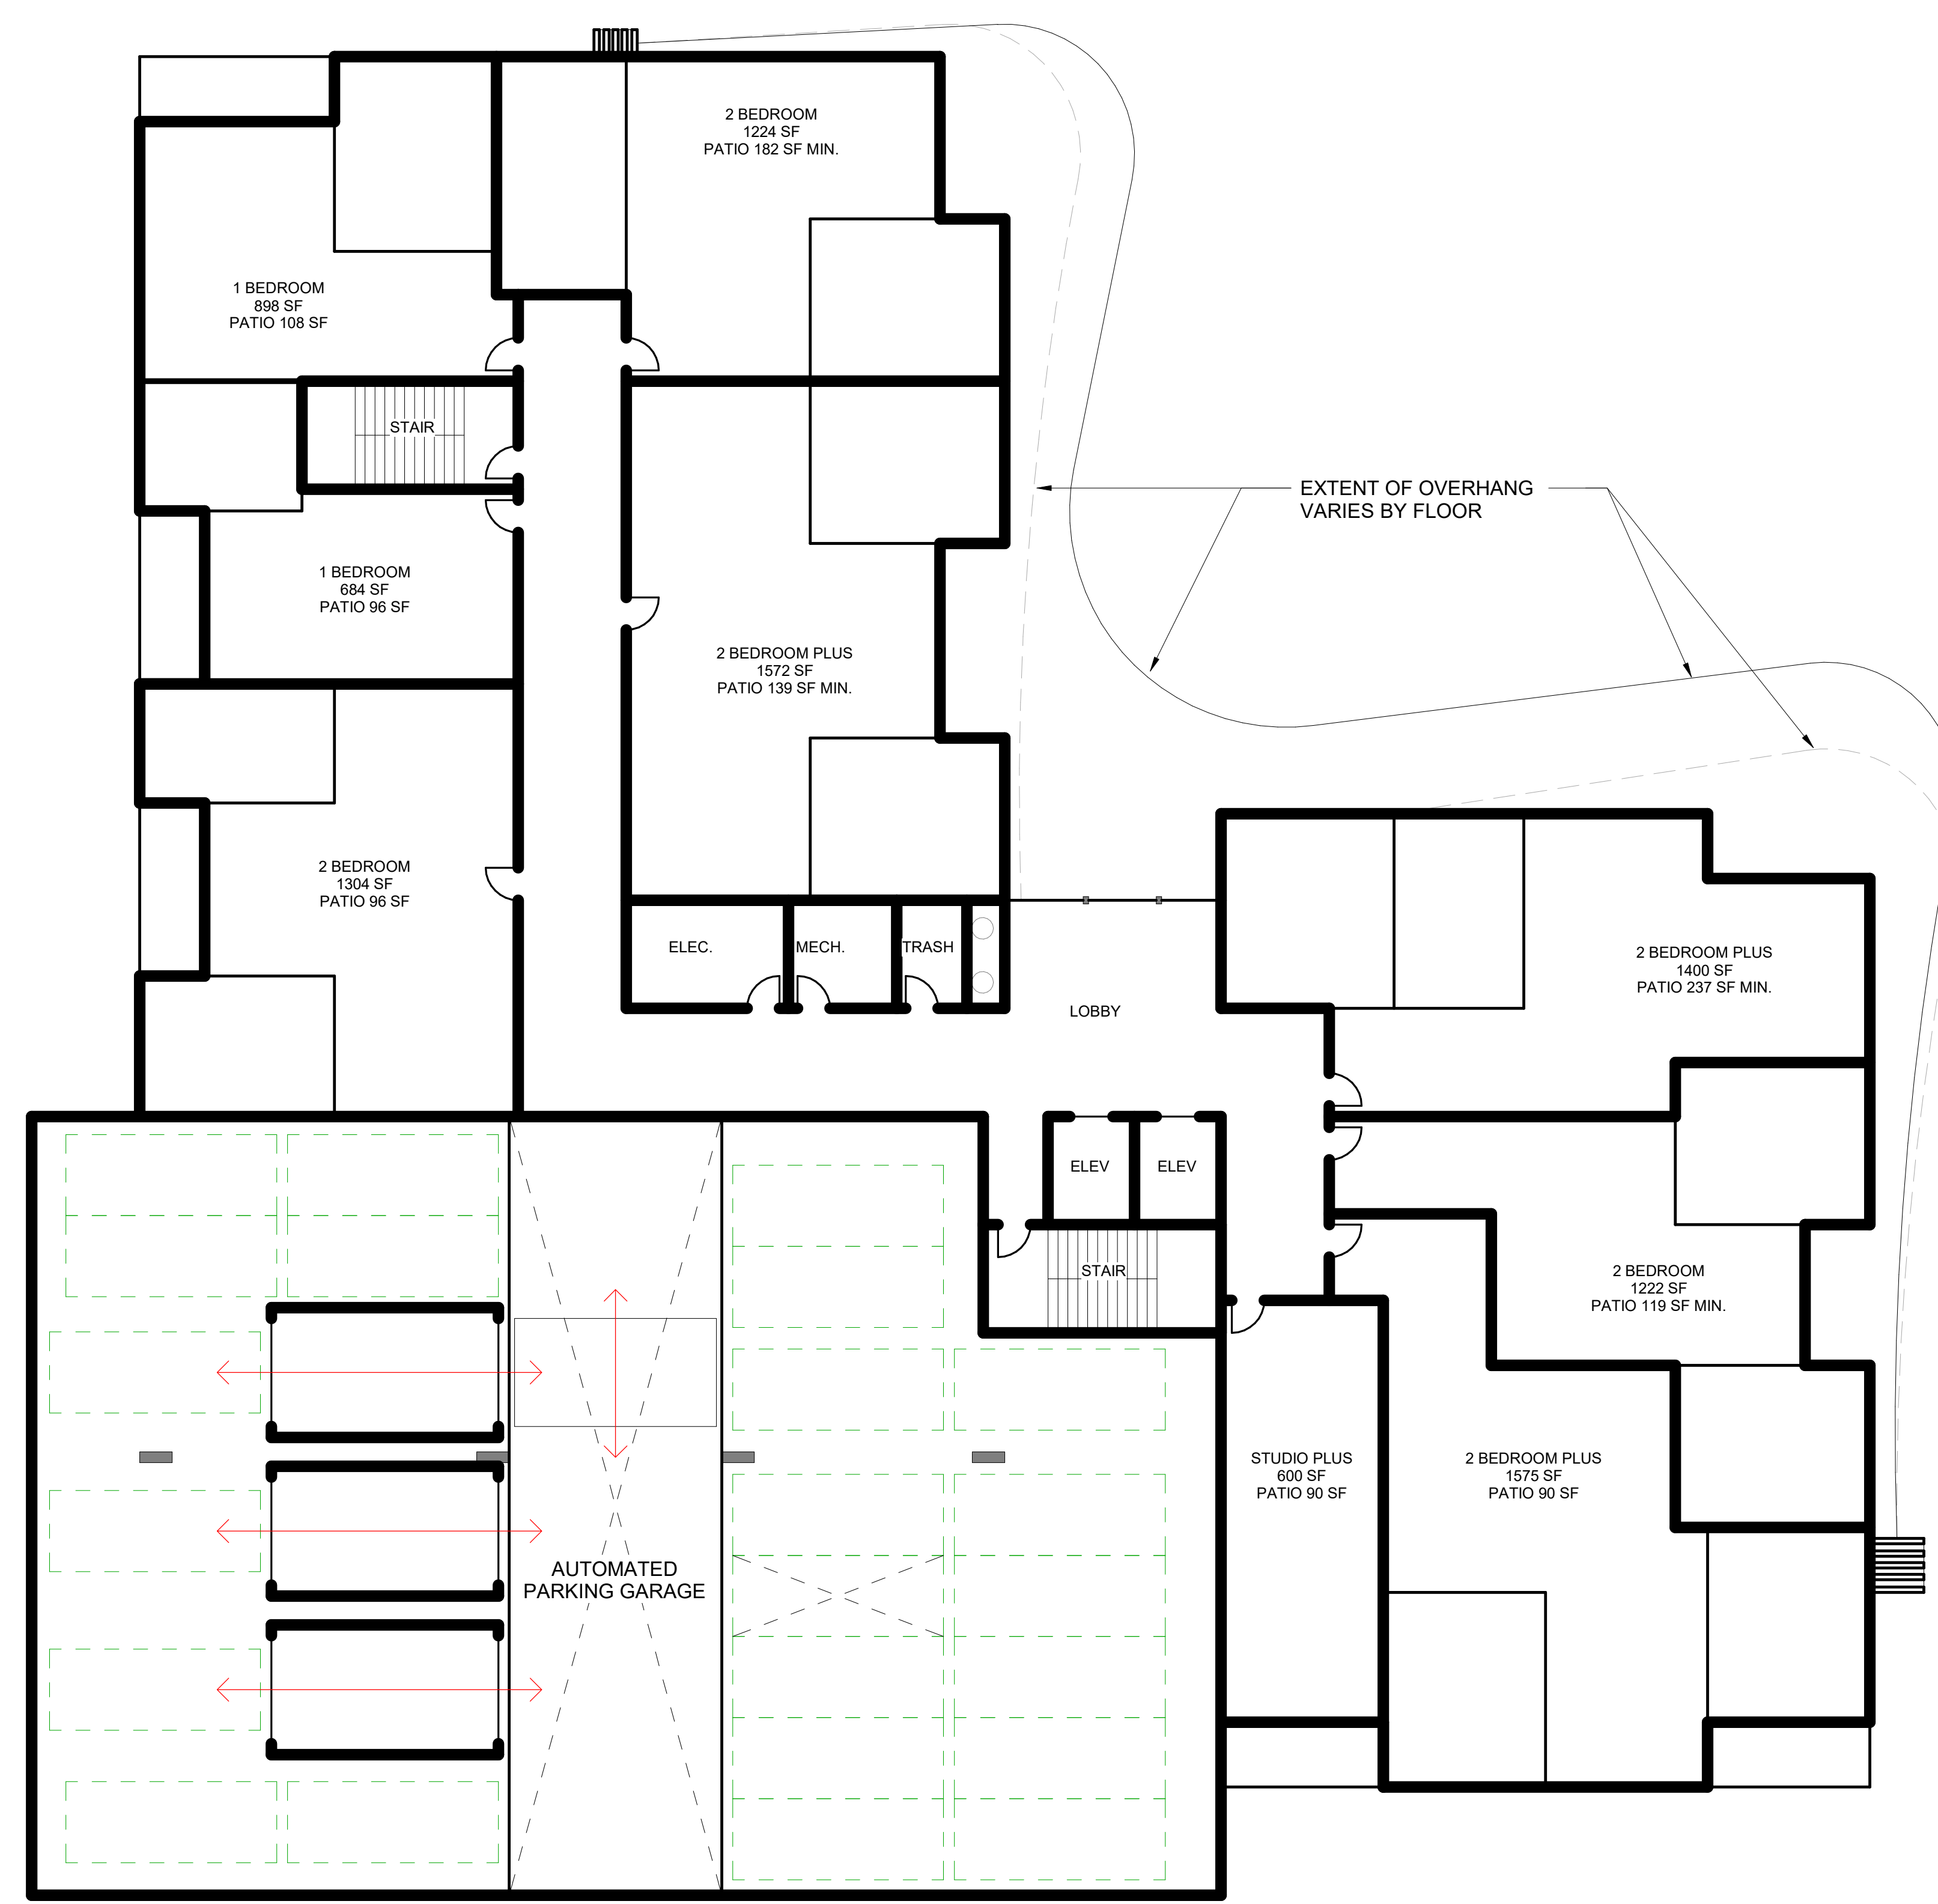 2 BEDROOM
1224 SF
PATIO 182 SF MIN.
1 BEDROOM
898 SF
PATIO 108 SF
STAIR
EXTENT OF OVERHANG
VARIES BY FLOOR
1 BEDROOM
684 SF
PATIO 96 SF
2 BEDROOM PLUS
1572 SF
PATIO 139 SF MIN.
2 BEDROOM
1304 SF
PATIO 96 SF
ELEC.
MECH.
TRASH
LOBBY
2 BEDROOM PLUS
1400 SF
PATIO 237 SF MIN.
ELEV
ELEV
STAIR
2 BEDROOM
1222 SF
PATIO 119 SF MIN.
STUDIO PLUS
600 SF
PATIO 90 SF
2 BEDROOM PLUS
1575 SF
PATIO 90 SF
AUTOMATED
PARKING GARAGE